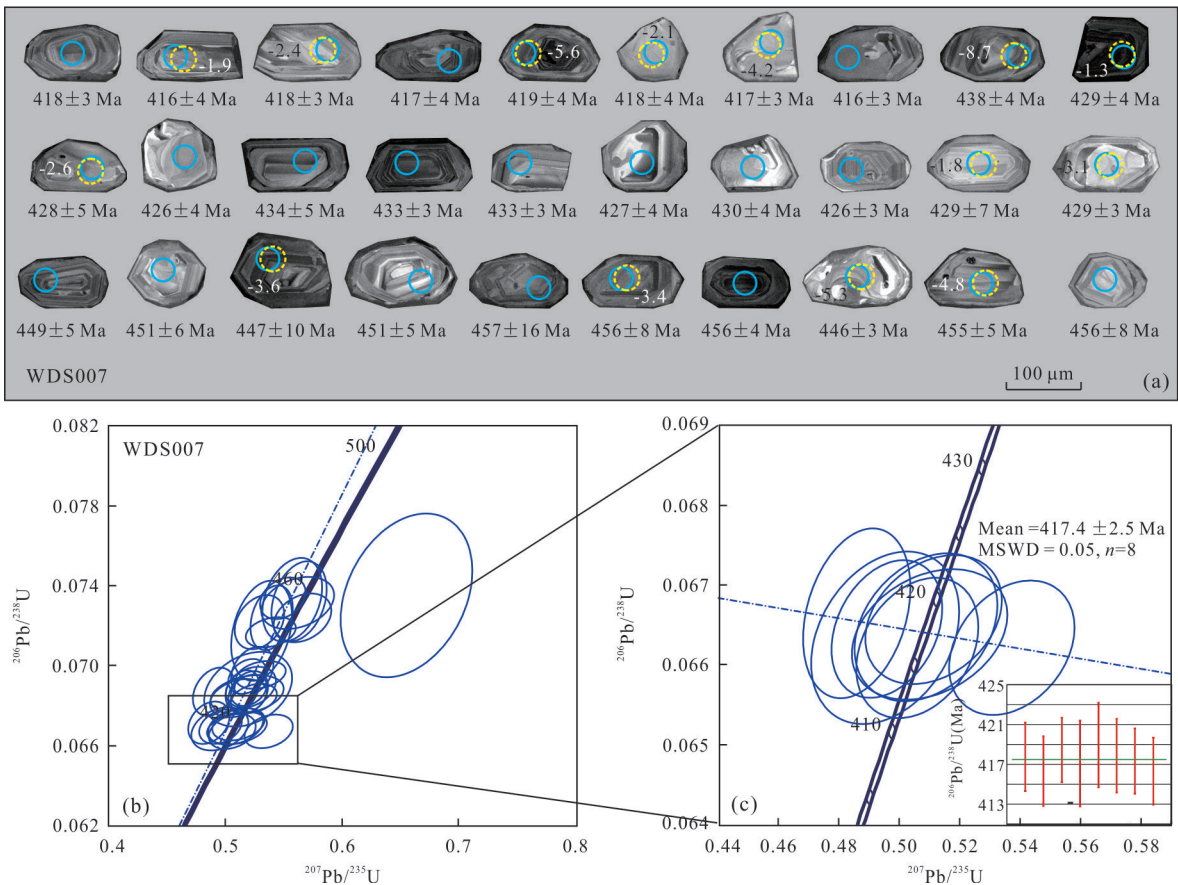 -1.9 -2.4 -5.6 -2.1 -4.2 -8.7 -1.3
418±3 Ma 416±4 Ma 418±3 Ma 417±4 Ma 419±4 Ma 418±4 Ma 417±3 Ma 416±3 Ma 438±4 Ma 429±4 Ma
-2.6 -1.8 -3.1
428±5 Ma 426±4 Ma 434±5 Ma 433±3 Ma 433±3 Ma 427±4 Ma 430±4 Ma 426±3 Ma 429±7 Ma 429±3 Ma
-3.6 -3.4 -5.3 -4.8
449±5 Ma 451±6 Ma 447±10 Ma 451±5 Ma 457±16 Ma 456±8 Ma 456±4 Ma 446±3 Ma 455±5 Ma 456±8 Ma
WDS007
100 μm
(a)
0.082
0.078
0.074
0.070
0.066
0.062
²⁰⁶Pb/²³⁸U
WDS007
500
460
420
(b)
0.4 0.5 0.6 0.7 0.8
²⁰⁷Pb/²³⁵U
0.069
0.068
0.067
0.066
0.065
0.064
²⁰⁶Pb/²³⁸U
430
420
410
Mean =417.4 ±2.5 Ma
MSWD = 0.05, n=8
425
421
417
413
²⁰⁶Pb/²³⁸U(Ma)
(c)
0.44 0.46 0.48 0.50 0.52 0.54 0.56 0.58
²⁰⁷Pb/²³⁵U